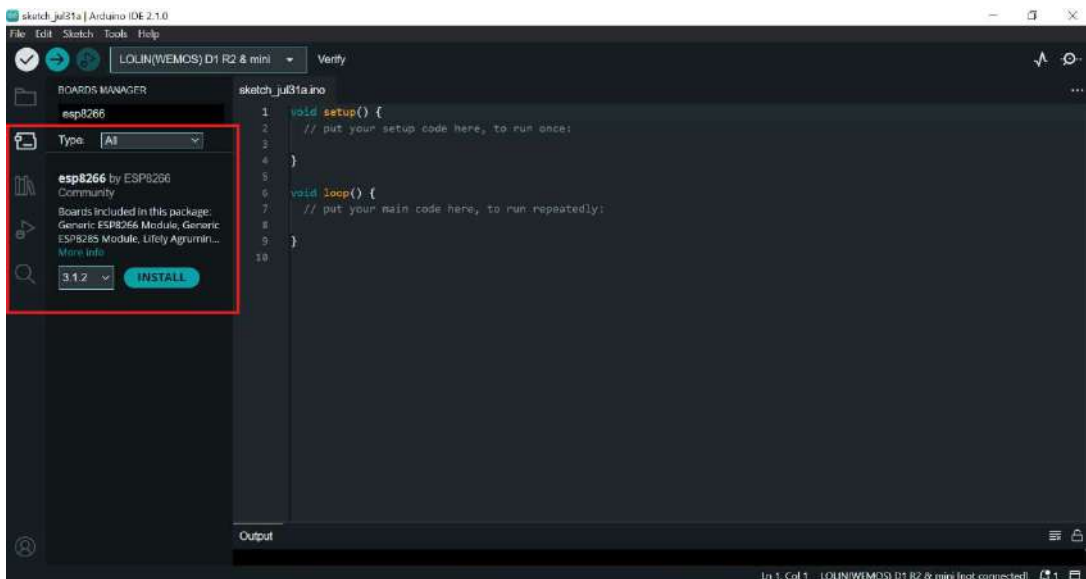 sketch_jul31a | Arduino IDE 2.1.0
File Edit Sketch Tools Help
LOLIN(WEMOS) D1 R2 & mini
Verify
BOARDS MANAGER
esp8266
Type: All
esp8266 by ESP8266
Community
Boards included in this package:
Generic ESP8266 Module, Generic
ESP8285 Module, Lifely Agrumin...
More info
3.1.2
INSTALL
sketch_jul31a.ino
1 void setup() {
2 // put your setup code here, to run once:
3
4 }
5
6 void loop() {
7 // put your main code here, to run repeatedly:
8
9 }
10
Output
Ln 1, Col 1 LOLIN(WEMOS) D1 R2 & mini [not connected] 1